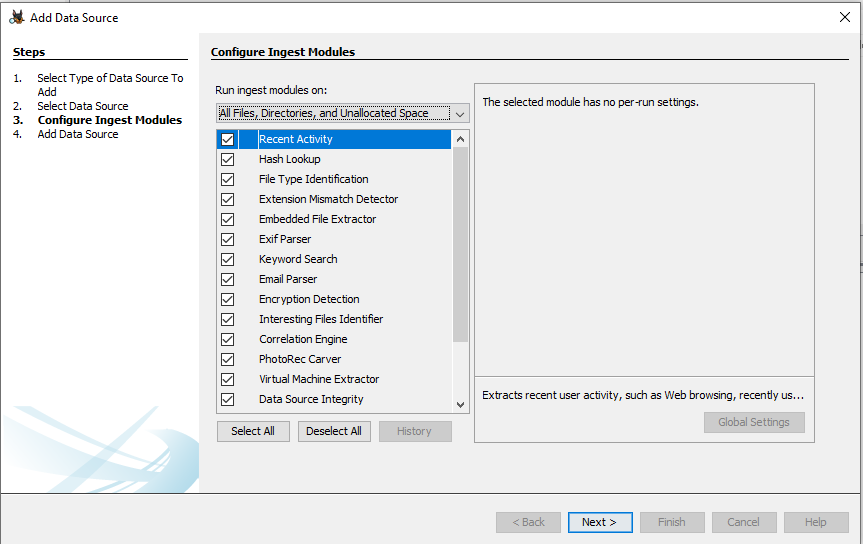 Add Data Source
Steps
1. Select Type of Data Source To
Add
2. Select Data Source
3. Configure Ingest Modules
4. Add Data Source
Configure Ingest Modules
Run ingest modules on:
All Files, Directories, and Unallocated Space
Recent Activity
Hash Lookup
File Type Identification
Extension Mismatch Detector
Embedded File Extractor
Exif Parser
Keyword Search
Email Parser
Encryption Detection
Interesting Files Identifier
Correlation Engine
PhotoRec Carver
Virtual Machine Extractor
Data Source Integrity
Select All
Deselect All
History
The selected module has no per-run settings.
Extracts recent user activity, such as Web browsing, recently us...
Global Settings
< Back
Next >
Finish
Cancel
Help